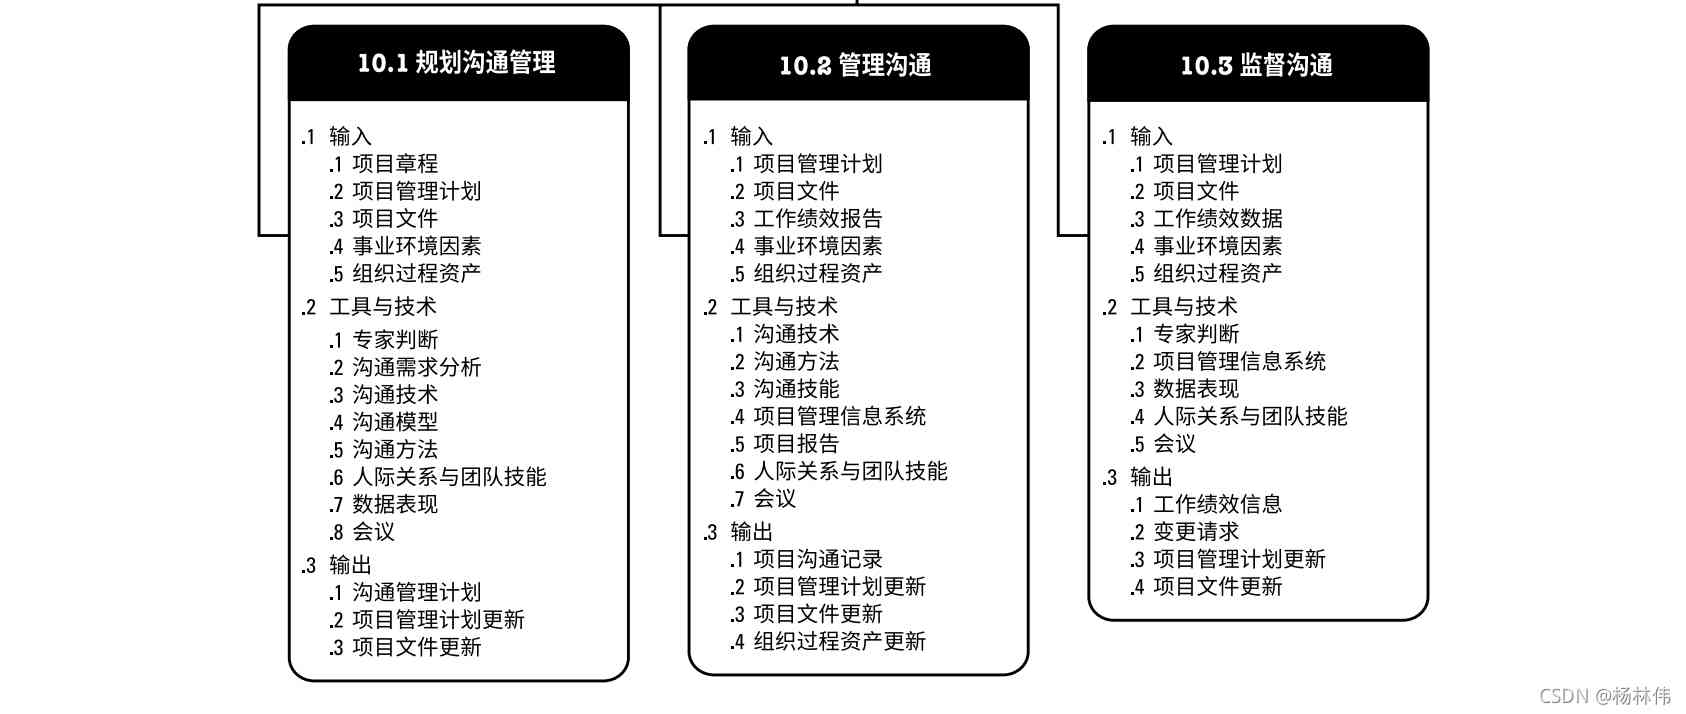 10.1 规划沟通管理
.1 输入
.1 项目章程
.2 项目管理计划
.3 项目文件
.4 事业环境因素
.5 组织过程资产
.2 工具与技术
.1 专家判断
.2 沟通需求分析
.3 沟通技术
.4 沟通模型
.5 沟通方法
.6 人际关系与团队技能
.7 数据表现
.8 会议
.3 输出
.1 沟通管理计划
.2 项目管理计划更新
.3 项目文件更新
10.2 管理沟通
.1 输入
.1 项目管理计划
.2 项目文件
.3 工作绩效报告
.4 事业环境因素
.5 组织过程资产
.2 工具与技术
.1 沟通技术
.2 沟通方法
.3 沟通技能
.4 项目管理信息系统
.5 项目报告
.6 人际关系与团队技能
.7 会议
.3 输出
.1 项目沟通记录
.2 项目管理计划更新
.3 项目文件更新
.4 组织过程资产更新
10.3 监督沟通
.1 输入
.1 项目管理计划
.2 项目文件
.3 工作绩效数据
.4 事业环境因素
.5 组织过程资产
.2 工具与技术
.1 专家判断
.2 项目管理信息系统
.3 数据表现
.4 人际关系与团队技能
.5 会议
.3 输出
.1 工作绩效信息
.2 变更请求
.3 项目管理计划更新
.4 项目文件更新
CSDN @杨林伟